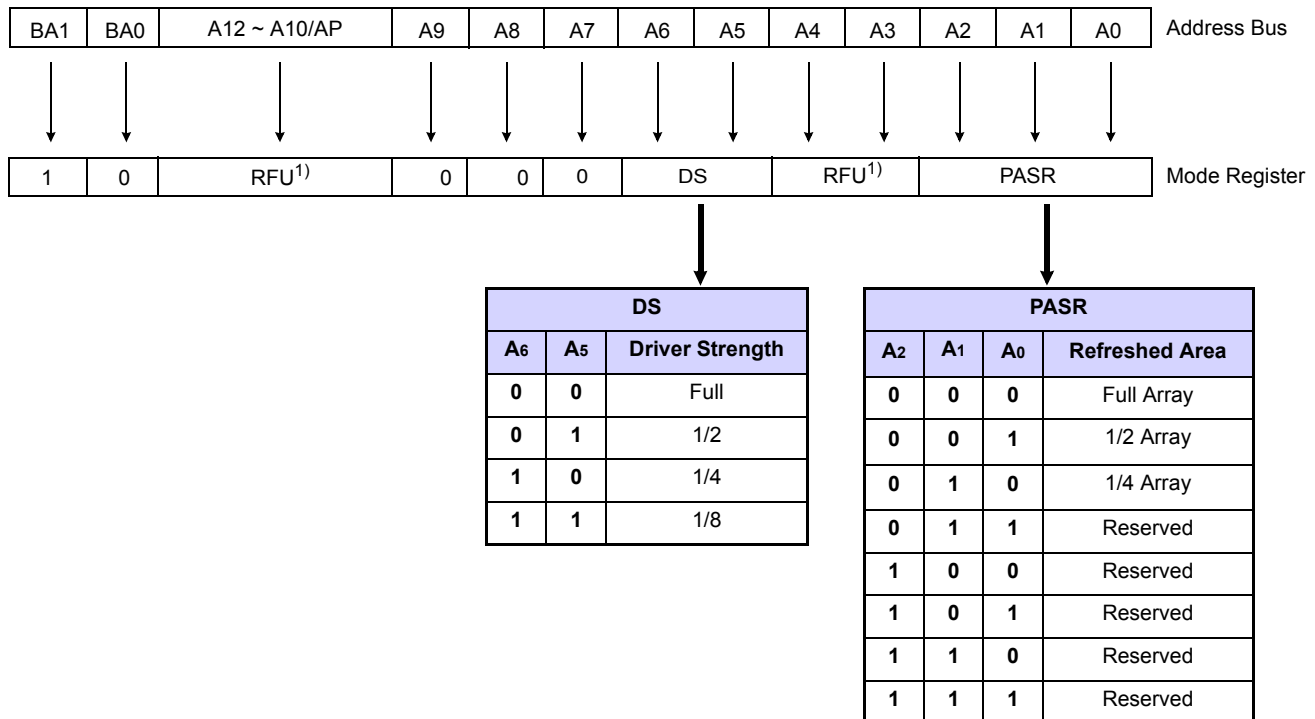 BA1 BA0 A12 ~ A10/AP A9 A8 A7 A6 A5 A4 A3 A2 A1 A0 Address Bus
1 0 RFU1) 0 0 0 DS RFU1) PASR Mode Register
DS
A6 A5 Driver Strength
0 0 Full
0 1 1/2
1 0 1/4
1 1 1/8
PASR
A2 A1 A0 Refreshed Area
0 0 0 Full Array
0 0 1 1/2 Array
0 1 0 1/4 Array
0 1 1 Reserved
1 0 0 Reserved
1 0 1 Reserved
1 1 0 Reserved
1 1 1 Reserved